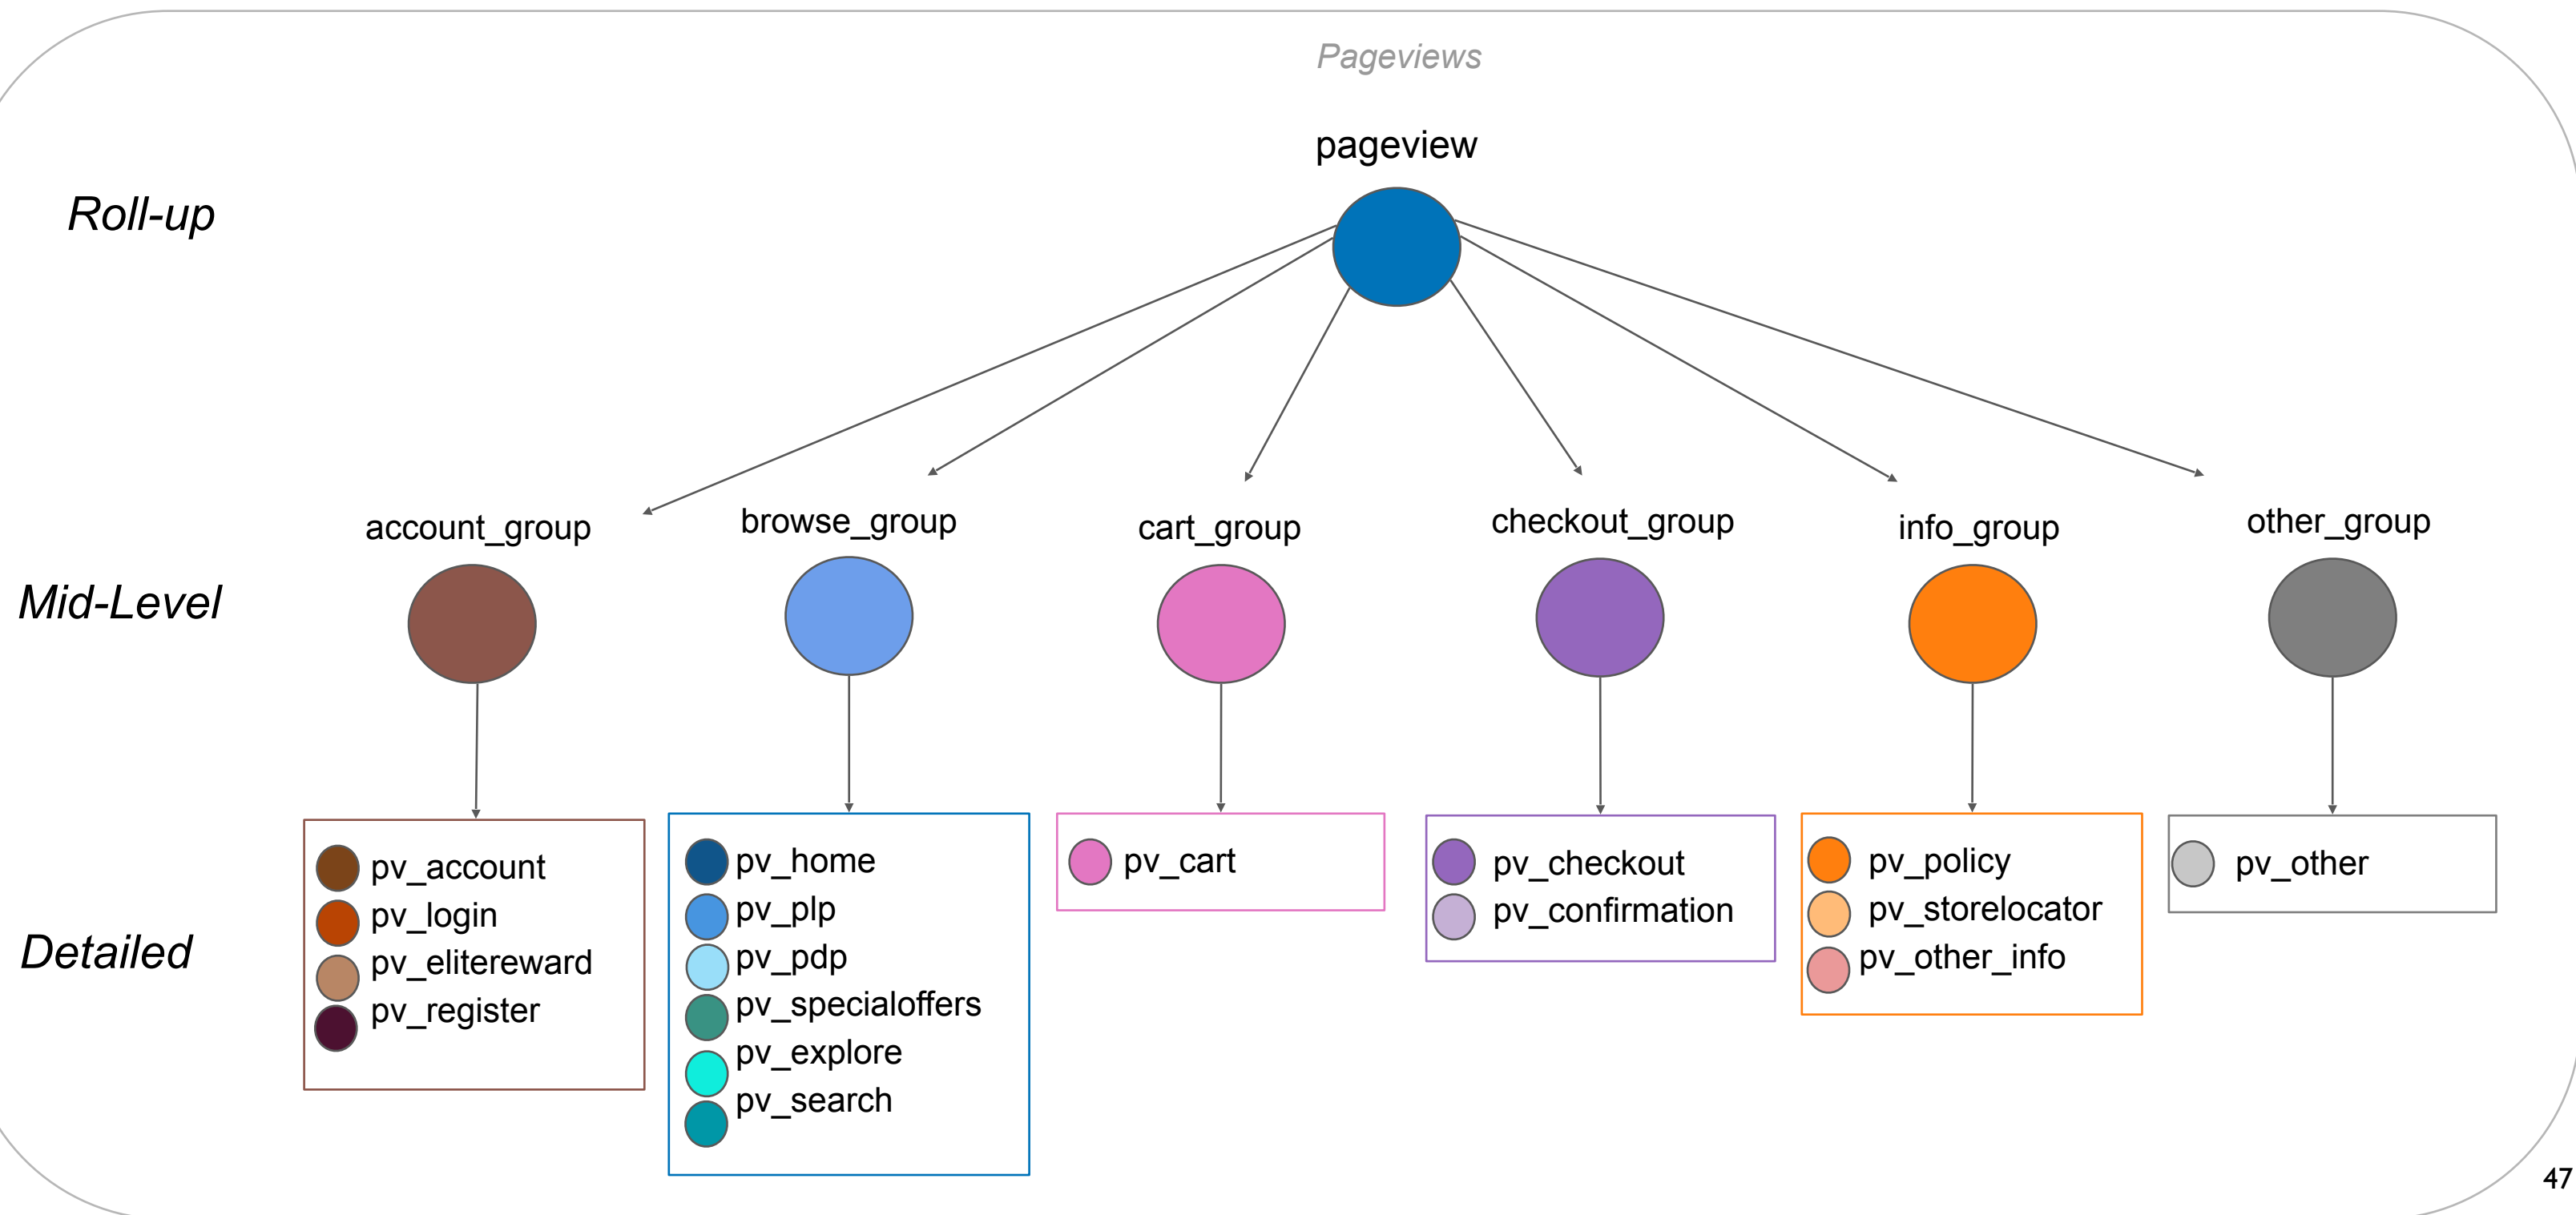 Pageviews
pageview
Roll-up
account_group
browse_group
cart_group
checkout_group
info_group
other_group
Mid-Level
Detailed
pv_account
pv_login
pv_elitereward
pv_register
pv_home
pv_plp
pv_pdp
pv_specialoffers
pv_explore
pv_search
pv_cart
pv_checkout
pv_confirmation
pv_policy
pv_storelocator
pv_other_info
pv_other
47